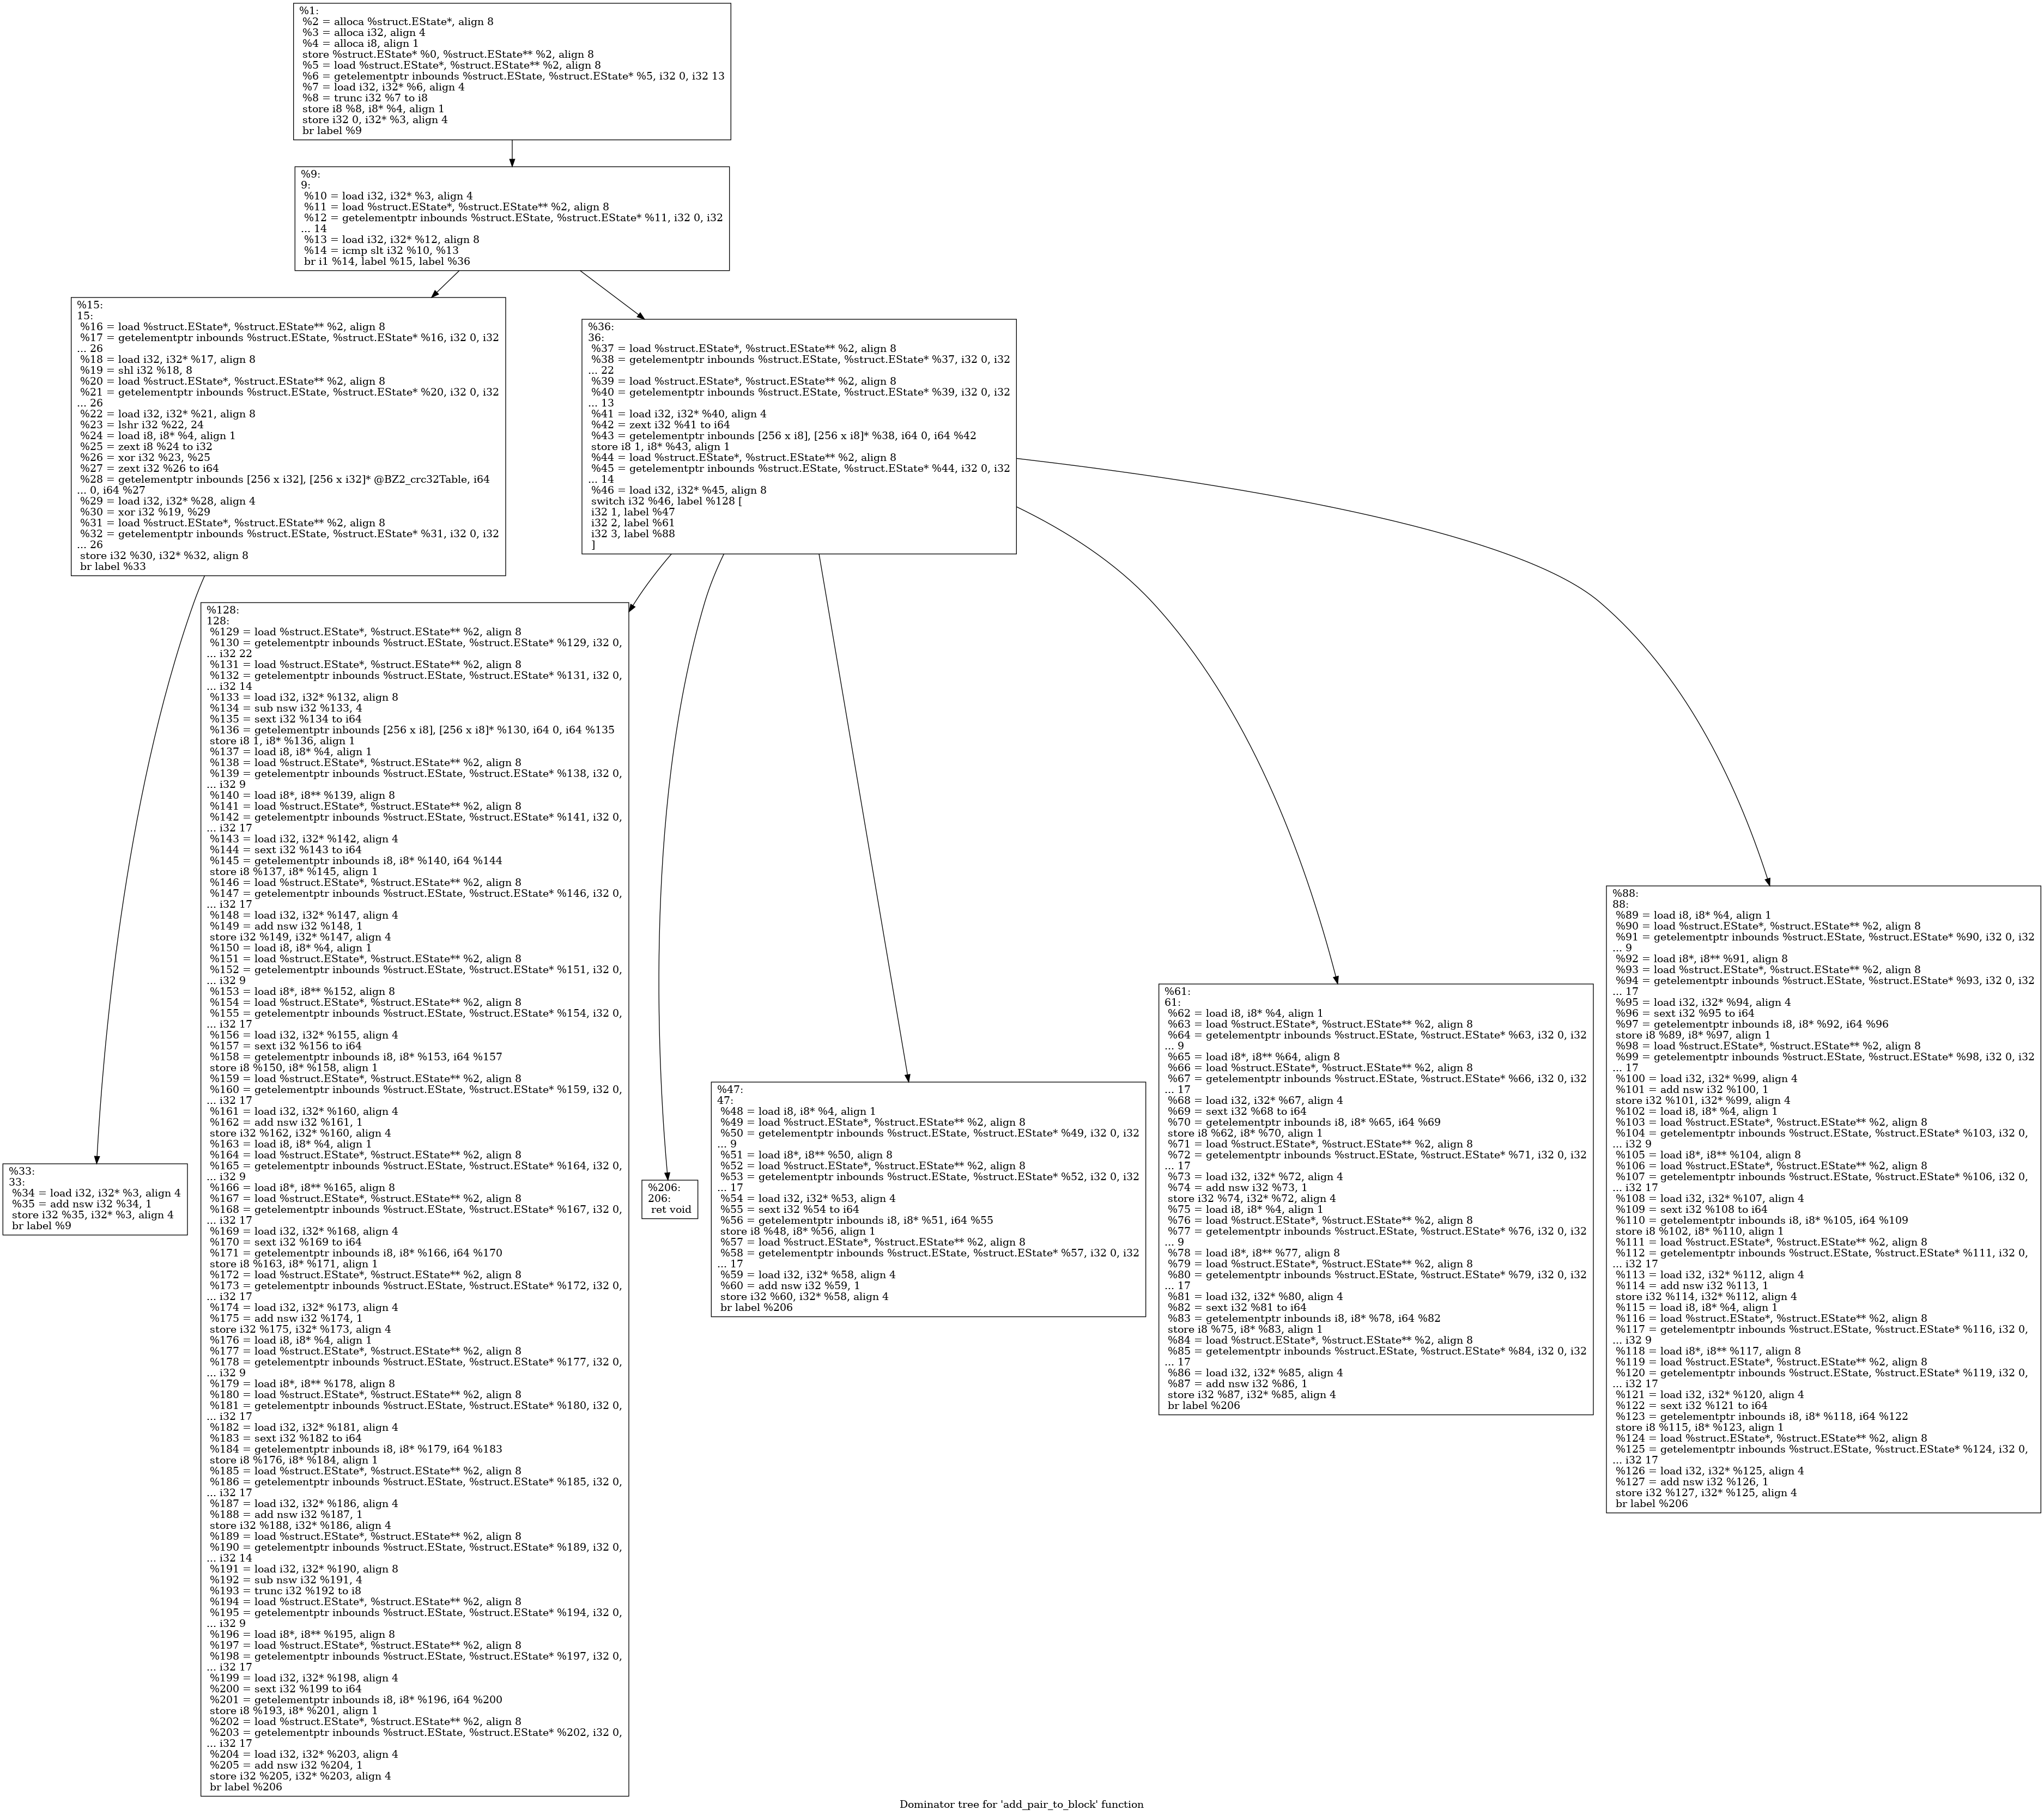 %1:
%2 = alloca %struct.EState*, align 8
%3 = alloca i32, align 4
%4 = alloca i8, align 1
store %struct.EState* %0, %struct.EState** %2, align 8
%5 = load %struct.EState*, %struct.EState** %2, align 8
%6 = getelementptr inbounds %struct.EState, %struct.EState* %5, i32 0, i32 13
%7 = load i32, i32* %6, align 4
%8 = trunc i32 %7 to i8
store i8 %8, i8* %4, align 1
store i32 0, i32* %3, align 4
br label %9
%9:
9:
%10 = load i32, i32* %3, align 4
%11 = load %struct.EState*, %struct.EState** %2, align 8
%12 = getelementptr inbounds %struct.EState, %struct.EState* %11, i32 0, i32
... 14
%13 = load i32, i32* %12, align 8
%14 = icmp slt i32 %10, %13
br i1 %14, label %15, label %36
%15:
15:
%16 = load %struct.EState*, %struct.EState** %2, align 8
%17 = getelementptr inbounds %struct.EState, %struct.EState* %16, i32 0, i32
... 26
%18 = load i32, i32* %17, align 8
%19 = shl i32 %18, 8
%20 = load %struct.EState*, %struct.EState** %2, align 8
%21 = getelementptr inbounds %struct.EState, %struct.EState* %20, i32 0, i32
... 26
%22 = load i32, i32* %21, align 8
%23 = lshr i32 %22, 24
%24 = load i8, i8* %4, align 1
%25 = zext i8 %24 to i32
%26 = xor i32 %23, %25
%27 = zext i32 %26 to i64
%28 = getelementptr inbounds [256 x i32], [256 x i32]* @BZ2_crc32Table, i64
... 0, i64 %27
%29 = load i32, i32* %28, align 4
%30 = xor i32 %19, %29
%31 = load %struct.EState*, %struct.EState** %2, align 8
%32 = getelementptr inbounds %struct.EState, %struct.EState* %31, i32 0, i32
... 26
store i32 %30, i32* %32, align 8
br label %33
%36:
36:
%37 = load %struct.EState*, %struct.EState** %2, align 8
%38 = getelementptr inbounds %struct.EState, %struct.EState* %37, i32 0, i32
... 22
%39 = load %struct.EState*, %struct.EState** %2, align 8
%40 = getelementptr inbounds %struct.EState, %struct.EState* %39, i32 0, i32
... 13
%41 = load i32, i32* %40, align 4
%42 = zext i32 %41 to i64
%43 = getelementptr inbounds [256 x i8], [256 x i8]* %38, i64 0, i64 %42
store i8 1, i8* %43, align 1
%44 = load %struct.EState*, %struct.EState** %2, align 8
%45 = getelementptr inbounds %struct.EState, %struct.EState* %44, i32 0, i32
... 14
%46 = load i32, i32* %45, align 8
switch i32 %46, label %128 [
i32 1, label %47
i32 2, label %61
i32 3, label %88
]
%33:
33:
%34 = load i32, i32* %3, align 4
%35 = add nsw i32 %34, 1
store i32 %35, i32* %3, align 4
br label %9
%128:
128:
%129 = load %struct.EState*, %struct.EState** %2, align 8
%130 = getelementptr inbounds %struct.EState, %struct.EState* %129, i32 0,
... i32 22
%131 = load %struct.EState*, %struct.EState** %2, align 8
%132 = getelementptr inbounds %struct.EState, %struct.EState* %131, i32 0,
... i32 14
%133 = load i32, i32* %132, align 8
%134 = sub nsw i32 %133, 4
%135 = sext i32 %134 to i64
%136 = getelementptr inbounds [256 x i8], [256 x i8]* %130, i64 0, i64 %135
store i8 1, i8* %136, align 1
%137 = load i8, i8* %4, align 1
%138 = load %struct.EState*, %struct.EState** %2, align 8
%139 = getelementptr inbounds %struct.EState, %struct.EState* %138, i32 0,
... i32 9
%140 = load i8*, i8** %139, align 8
%141 = load %struct.EState*, %struct.EState** %2, align 8
%142 = getelementptr inbounds %struct.EState, %struct.EState* %141, i32 0,
... i32 17
%143 = load i32, i32* %142, align 4
%144 = sext i32 %143 to i64
%145 = getelementptr inbounds i8, i8* %140, i64 %144
store i8 %137, i8* %145, align 1
%146 = load %struct.EState*, %struct.EState** %2, align 8
%147 = getelementptr inbounds %struct.EState, %struct.EState* %146, i32 0,
... i32 17
%148 = load i32, i32* %147, align 4
%149 = add nsw i32 %148, 1
store i32 %149, i32* %147, align 4
%150 = load i8, i8* %4, align 1
%151 = load %struct.EState*, %struct.EState** %2, align 8
%152 = getelementptr inbounds %struct.EState, %struct.EState* %151, i32 0,
... i32 9
%153 = load i8*, i8** %152, align 8
%154 = load %struct.EState*, %struct.EState** %2, align 8
%155 = getelementptr inbounds %struct.EState, %struct.EState* %154, i32 0,
... i32 17
%156 = load i32, i32* %155, align 4
%157 = sext i32 %156 to i64
%158 = getelementptr inbounds i8, i8* %153, i64 %157
store i8 %150, i8* %158, align 1
%159 = load %struct.EState*, %struct.EState** %2, align 8
%160 = getelementptr inbounds %struct.EState, %struct.EState* %159, i32 0,
... i32 17
%161 = load i32, i32* %160, align 4
%162 = add nsw i32 %161, 1
store i32 %162, i32* %160, align 4
%163 = load i8, i8* %4, align 1
%164 = load %struct.EState*, %struct.EState** %2, align 8
%165 = getelementptr inbounds %struct.EState, %struct.EState* %164, i32 0,
... i32 9
%166 = load i8*, i8** %165, align 8
%167 = load %struct.EState*, %struct.EState** %2, align 8
%168 = getelementptr inbounds %struct.EState, %struct.EState* %167, i32 0,
... i32 17
%169 = load i32, i32* %168, align 4
%170 = sext i32 %169 to i64
%171 = getelementptr inbounds i8, i8* %166, i64 %170
store i8 %163, i8* %171, align 1
%172 = load %struct.EState*, %struct.EState** %2, align 8
%173 = getelementptr inbounds %struct.EState, %struct.EState* %172, i32 0,
... i32 17
%174 = load i32, i32* %173, align 4
%175 = add nsw i32 %174, 1
store i32 %175, i32* %173, align 4
%176 = load i8, i8* %4, align 1
%177 = load %struct.EState*, %struct.EState** %2, align 8
%178 = getelementptr inbounds %struct.EState, %struct.EState* %177, i32 0,
... i32 9
%179 = load i8*, i8** %178, align 8
%180 = load %struct.EState*, %struct.EState** %2, align 8
%181 = getelementptr inbounds %struct.EState, %struct.EState* %180, i32 0,
... i32 17
%182 = load i32, i32* %181, align 4
%183 = sext i32 %182 to i64
%184 = getelementptr inbounds i8, i8* %179, i64 %183
store i8 %176, i8* %184, align 1
%185 = load %struct.EState*, %struct.EState** %2, align 8
%186 = getelementptr inbounds %struct.EState, %struct.EState* %185, i32 0,
... i32 17
%187 = load i32, i32* %186, align 4
%188 = add nsw i32 %187, 1
store i32 %188, i32* %186, align 4
%189 = load %struct.EState*, %struct.EState** %2, align 8
%190 = getelementptr inbounds %struct.EState, %struct.EState* %189, i32 0,
... i32 14
%191 = load i32, i32* %190, align 8
%192 = sub nsw i32 %191, 4
%193 = trunc i32 %192 to i8
%194 = load %struct.EState*, %struct.EState** %2, align 8
%195 = getelementptr inbounds %struct.EState, %struct.EState* %194, i32 0,
... i32 9
%196 = load i8*, i8** %195, align 8
%197 = load %struct.EState*, %struct.EState** %2, align 8
%198 = getelementptr inbounds %struct.EState, %struct.EState* %197, i32 0,
... i32 17
%199 = load i32, i32* %198, align 4
%200 = sext i32 %199 to i64
%201 = getelementptr inbounds i8, i8* %196, i64 %200
store i8 %193, i8* %201, align 1
%202 = load %struct.EState*, %struct.EState** %2, align 8
%203 = getelementptr inbounds %struct.EState, %struct.EState* %202, i32 0,
... i32 17
%204 = load i32, i32* %203, align 4
%205 = add nsw i32 %204, 1
store i32 %205, i32* %203, align 4
br label %206
%206:
206:
ret void
%47:
47:
%48 = load i8, i8* %4, align 1
%49 = load %struct.EState*, %struct.EState** %2, align 8
%50 = getelementptr inbounds %struct.EState, %struct.EState* %49, i32 0, i32
... 9
%51 = load i8*, i8** %50, align 8
%52 = load %struct.EState*, %struct.EState** %2, align 8
%53 = getelementptr inbounds %struct.EState, %struct.EState* %52, i32 0, i32
... 17
%54 = load i32, i32* %53, align 4
%55 = sext i32 %54 to i64
%56 = getelementptr inbounds i8, i8* %51, i64 %55
store i8 %48, i8* %56, align 1
%57 = load %struct.EState*, %struct.EState** %2, align 8
%58 = getelementptr inbounds %struct.EState, %struct.EState* %57, i32 0, i32
... 17
%59 = load i32, i32* %58, align 4
%60 = add nsw i32 %59, 1
store i32 %60, i32* %58, align 4
br label %206
%61:
61:
%62 = load i8, i8* %4, align 1
%63 = load %struct.EState*, %struct.EState** %2, align 8
%64 = getelementptr inbounds %struct.EState, %struct.EState* %63, i32 0, i32
... 9
%65 = load i8*, i8** %64, align 8
%66 = load %struct.EState*, %struct.EState** %2, align 8
%67 = getelementptr inbounds %struct.EState, %struct.EState* %66, i32 0, i32
... 17
%68 = load i32, i32* %67, align 4
%69 = sext i32 %68 to i64
%70 = getelementptr inbounds i8, i8* %65, i64 %69
store i8 %62, i8* %70, align 1
%71 = load %struct.EState*, %struct.EState** %2, align 8
%72 = getelementptr inbounds %struct.EState, %struct.EState* %71, i32 0, i32
... 17
%73 = load i32, i32* %72, align 4
%74 = add nsw i32 %73, 1
store i32 %74, i32* %72, align 4
%75 = load i8, i8* %4, align 1
%76 = load %struct.EState*, %struct.EState** %2, align 8
%77 = getelementptr inbounds %struct.EState, %struct.EState* %76, i32 0, i32
... 9
%78 = load i8*, i8** %77, align 8
%79 = load %struct.EState*, %struct.EState** %2, align 8
%80 = getelementptr inbounds %struct.EState, %struct.EState* %79, i32 0, i32
... 17
%81 = load i32, i32* %80, align 4
%82 = sext i32 %81 to i64
%83 = getelementptr inbounds i8, i8* %78, i64 %82
store i8 %75, i8* %83, align 1
%84 = load %struct.EState*, %struct.EState** %2, align 8
%85 = getelementptr inbounds %struct.EState, %struct.EState* %84, i32 0, i32
... 17
%86 = load i32, i32* %85, align 4
%87 = add nsw i32 %86, 1
store i32 %87, i32* %85, align 4
br label %206
%88:
88:
%89 = load i8, i8* %4, align 1
%90 = load %struct.EState*, %struct.EState** %2, align 8
%91 = getelementptr inbounds %struct.EState, %struct.EState* %90, i32 0, i32
... 9
%92 = load i8*, i8** %91, align 8
%93 = load %struct.EState*, %struct.EState** %2, align 8
%94 = getelementptr inbounds %struct.EState, %struct.EState* %93, i32 0, i32
... 17
%95 = load i32, i32* %94, align 4
%96 = sext i32 %95 to i64
%97 = getelementptr inbounds i8, i8* %92, i64 %96
store i8 %89, i8* %97, align 1
%98 = load %struct.EState*, %struct.EState** %2, align 8
%99 = getelementptr inbounds %struct.EState, %struct.EState* %98, i32 0, i32
... 17
%100 = load i32, i32* %99, align 4
%101 = add nsw i32 %100, 1
store i32 %101, i32* %99, align 4
%102 = load i8, i8* %4, align 1
%103 = load %struct.EState*, %struct.EState** %2, align 8
%104 = getelementptr inbounds %struct.EState, %struct.EState* %103, i32 0,
... i32 9
%105 = load i8*, i8** %104, align 8
%106 = load %struct.EState*, %struct.EState** %2, align 8
%107 = getelementptr inbounds %struct.EState, %struct.EState* %106, i32 0,
... i32 17
%108 = load i32, i32* %107, align 4
%109 = sext i32 %108 to i64
%110 = getelementptr inbounds i8, i8* %105, i64 %109
store i8 %102, i8* %110, align 1
%111 = load %struct.EState*, %struct.EState** %2, align 8
%112 = getelementptr inbounds %struct.EState, %struct.EState* %111, i32 0,
... i32 17
%113 = load i32, i32* %112, align 4
%114 = add nsw i32 %113, 1
store i32 %114, i32* %112, align 4
%115 = load i8, i8* %4, align 1
%116 = load %struct.EState*, %struct.EState** %2, align 8
%117 = getelementptr inbounds %struct.EState, %struct.EState* %116, i32 0,
... i32 9
%118 = load i8*, i8** %117, align 8
%119 = load %struct.EState*, %struct.EState** %2, align 8
%120 = getelementptr inbounds %struct.EState, %struct.EState* %119, i32 0,
... i32 17
%121 = load i32, i32* %120, align 4
%122 = sext i32 %121 to i64
%123 = getelementptr inbounds i8, i8* %118, i64 %122
store i8 %115, i8* %123, align 1
%124 = load %struct.EState*, %struct.EState** %2, align 8
%125 = getelementptr inbounds %struct.EState, %struct.EState* %124, i32 0,
... i32 17
%126 = load i32, i32* %125, align 4
%127 = add nsw i32 %126, 1
store i32 %127, i32* %125, align 4
br label %206
Dominator tree for 'add_pair_to_block' function